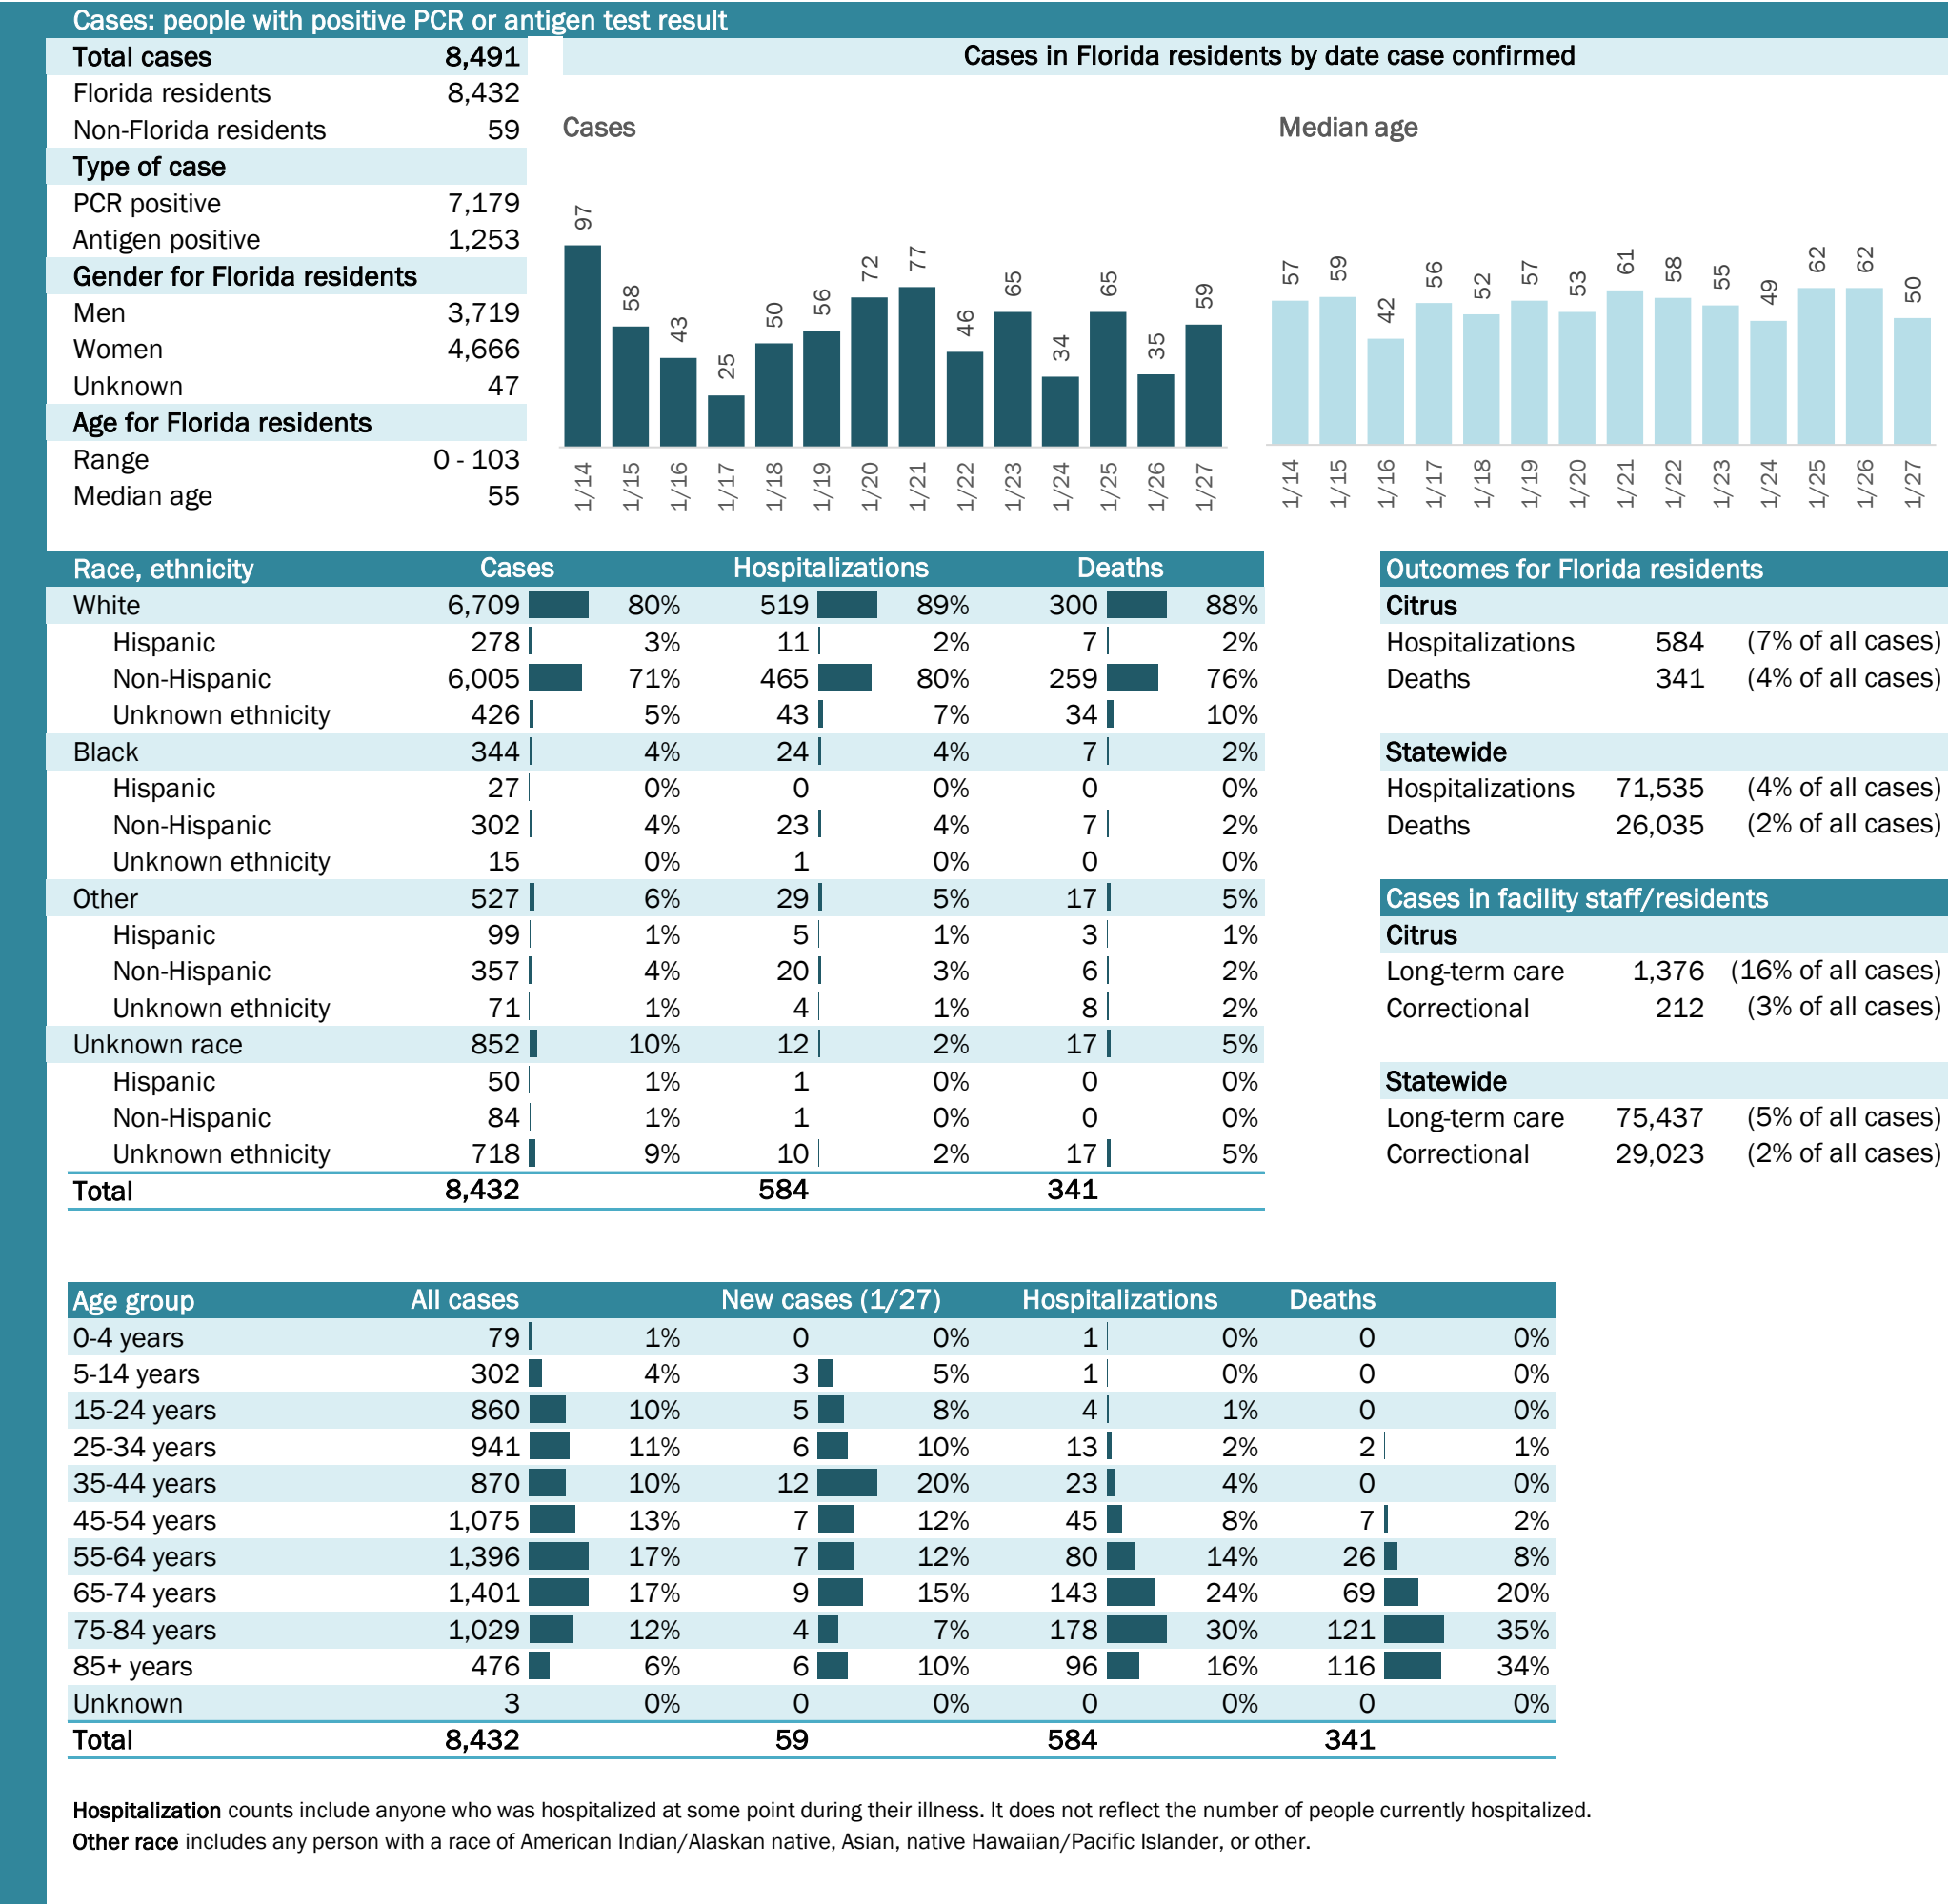 Cases: people with positive PCR or antigen test result
Total cases 8,491
Florida residents 8,432
Non-Florida residents 59
Type of case
PCR positive 7,179
Antigen positive 1,253
Gender for Florida residents
Men 3,719
Women 4,666
Unknown 47
Age for Florida residents
Range 0 - 103
Median age 55
Cases in Florida residents by date case confirmed
Cases
97 58 43 25 50 56 72 77 46 65 34 65 35 59
1/14 1/15 1/16 1/17 1/18 1/19 1/20 1/21 1/22 1/23 1/24 1/25 1/26 1/27
Median age
57 59 42 56 52 57 53 61 58 55 49 62 62 50
1/14 1/15 1/16 1/17 1/18 1/19 1/20 1/21 1/22 1/23 1/24 1/25 1/26 1/27
Race, ethnicity Cases Hospitalizations Deaths
White 6,709 80% 519 89% 300 88%
Hispanic 278 3% 11 2% 7 2%
Non-Hispanic 6,005 71% 465 80% 259 76%
Unknown ethnicity 426 5% 43 7% 34 10%
Black 344 4% 24 4% 7 2%
Hispanic 27 0% 0 0% 0 0%
Non-Hispanic 302 4% 23 4% 7 2%
Unknown ethnicity 15 0% 1 0% 0 0%
Other 527 6% 29 5% 17 5%
Hispanic 99 1% 5 1% 3 1%
Non-Hispanic 357 4% 20 3% 6 2%
Unknown ethnicity 71 1% 4 1% 8 2%
Unknown race 852 10% 12 2% 17 5%
Hispanic 50 1% 1 0% 0 0%
Non-Hispanic 84 1% 1 0% 0 0%
Unknown ethnicity 718 9% 10 2% 17 5%
Total 8,432 584 341
Outcomes for Florida residents
Citrus
Hospitalizations 584 (7% of all cases)
Deaths 341 (4% of all cases)
Statewide
Hospitalizations 71,535 (4% of all cases)
Deaths 26,035 (2% of all cases)
Cases in facility staff/residents
Citrus
Long-term care 1,376 (16% of all cases)
Correctional 212 (3% of all cases)
Statewide
Long-term care 75,437 (5% of all cases)
Correctional 29,023 (2% of all cases)
Age group All cases New cases (1/27) Hospitalizations Deaths
0-4 years 79 1% 0 0% 1 0% 0 0%
5-14 years 302 4% 3 5% 1 0% 0 0%
15-24 years 860 10% 5 8% 4 1% 0 0%
25-34 years 941 11% 6 10% 13 2% 2 1%
35-44 years 870 10% 12 20% 23 4% 0 0%
45-54 years 1,075 13% 7 12% 45 8% 7 2%
55-64 years 1,396 17% 7 12% 80 14% 26 8%
65-74 years 1,401 17% 9 15% 143 24% 69 20%
75-84 years 1,029 12% 4 7% 178 30% 121 35%
85+ years 476 6% 6 10% 96 16% 116 34%
Unknown 3 0% 0 0% 0 0% 0 0%
Total 8,432 59 584 341
Hospitalization counts include anyone who was hospitalized at some point during their illness. It does not reflect the number of people currently hospitalized.
Other race includes any person with a race of American Indian/Alaskan native, Asian, native Hawaiian/Pacific Islander, or other.